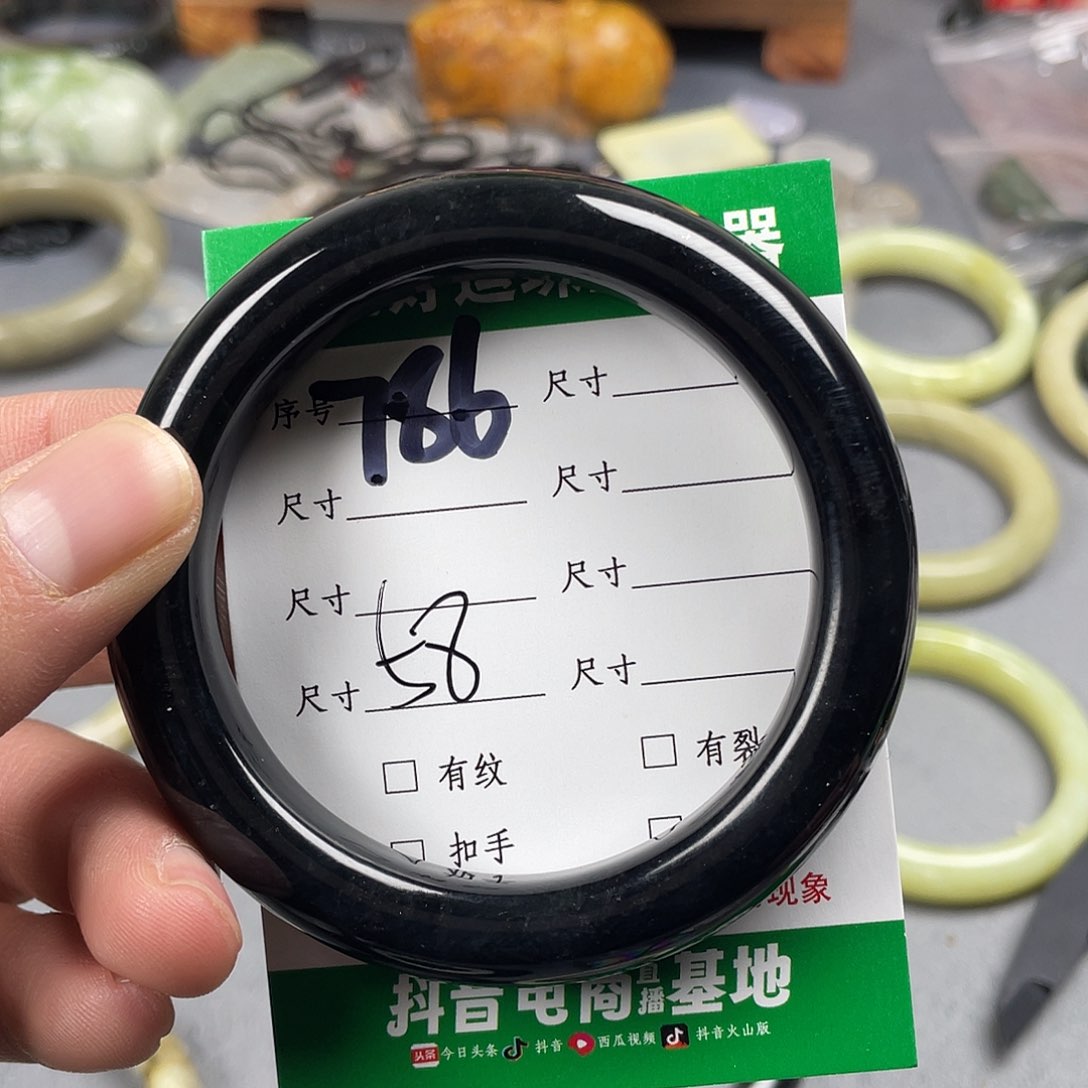 器
序号 786 尺寸
尺寸 尺寸
尺寸 尺寸
尺寸 58 尺寸
□ 有纹 □ 有裂
□ 扣手 □
现象
抖音电商直播基地
头条 今日头条 抖音 西瓜视频 抖音火山版